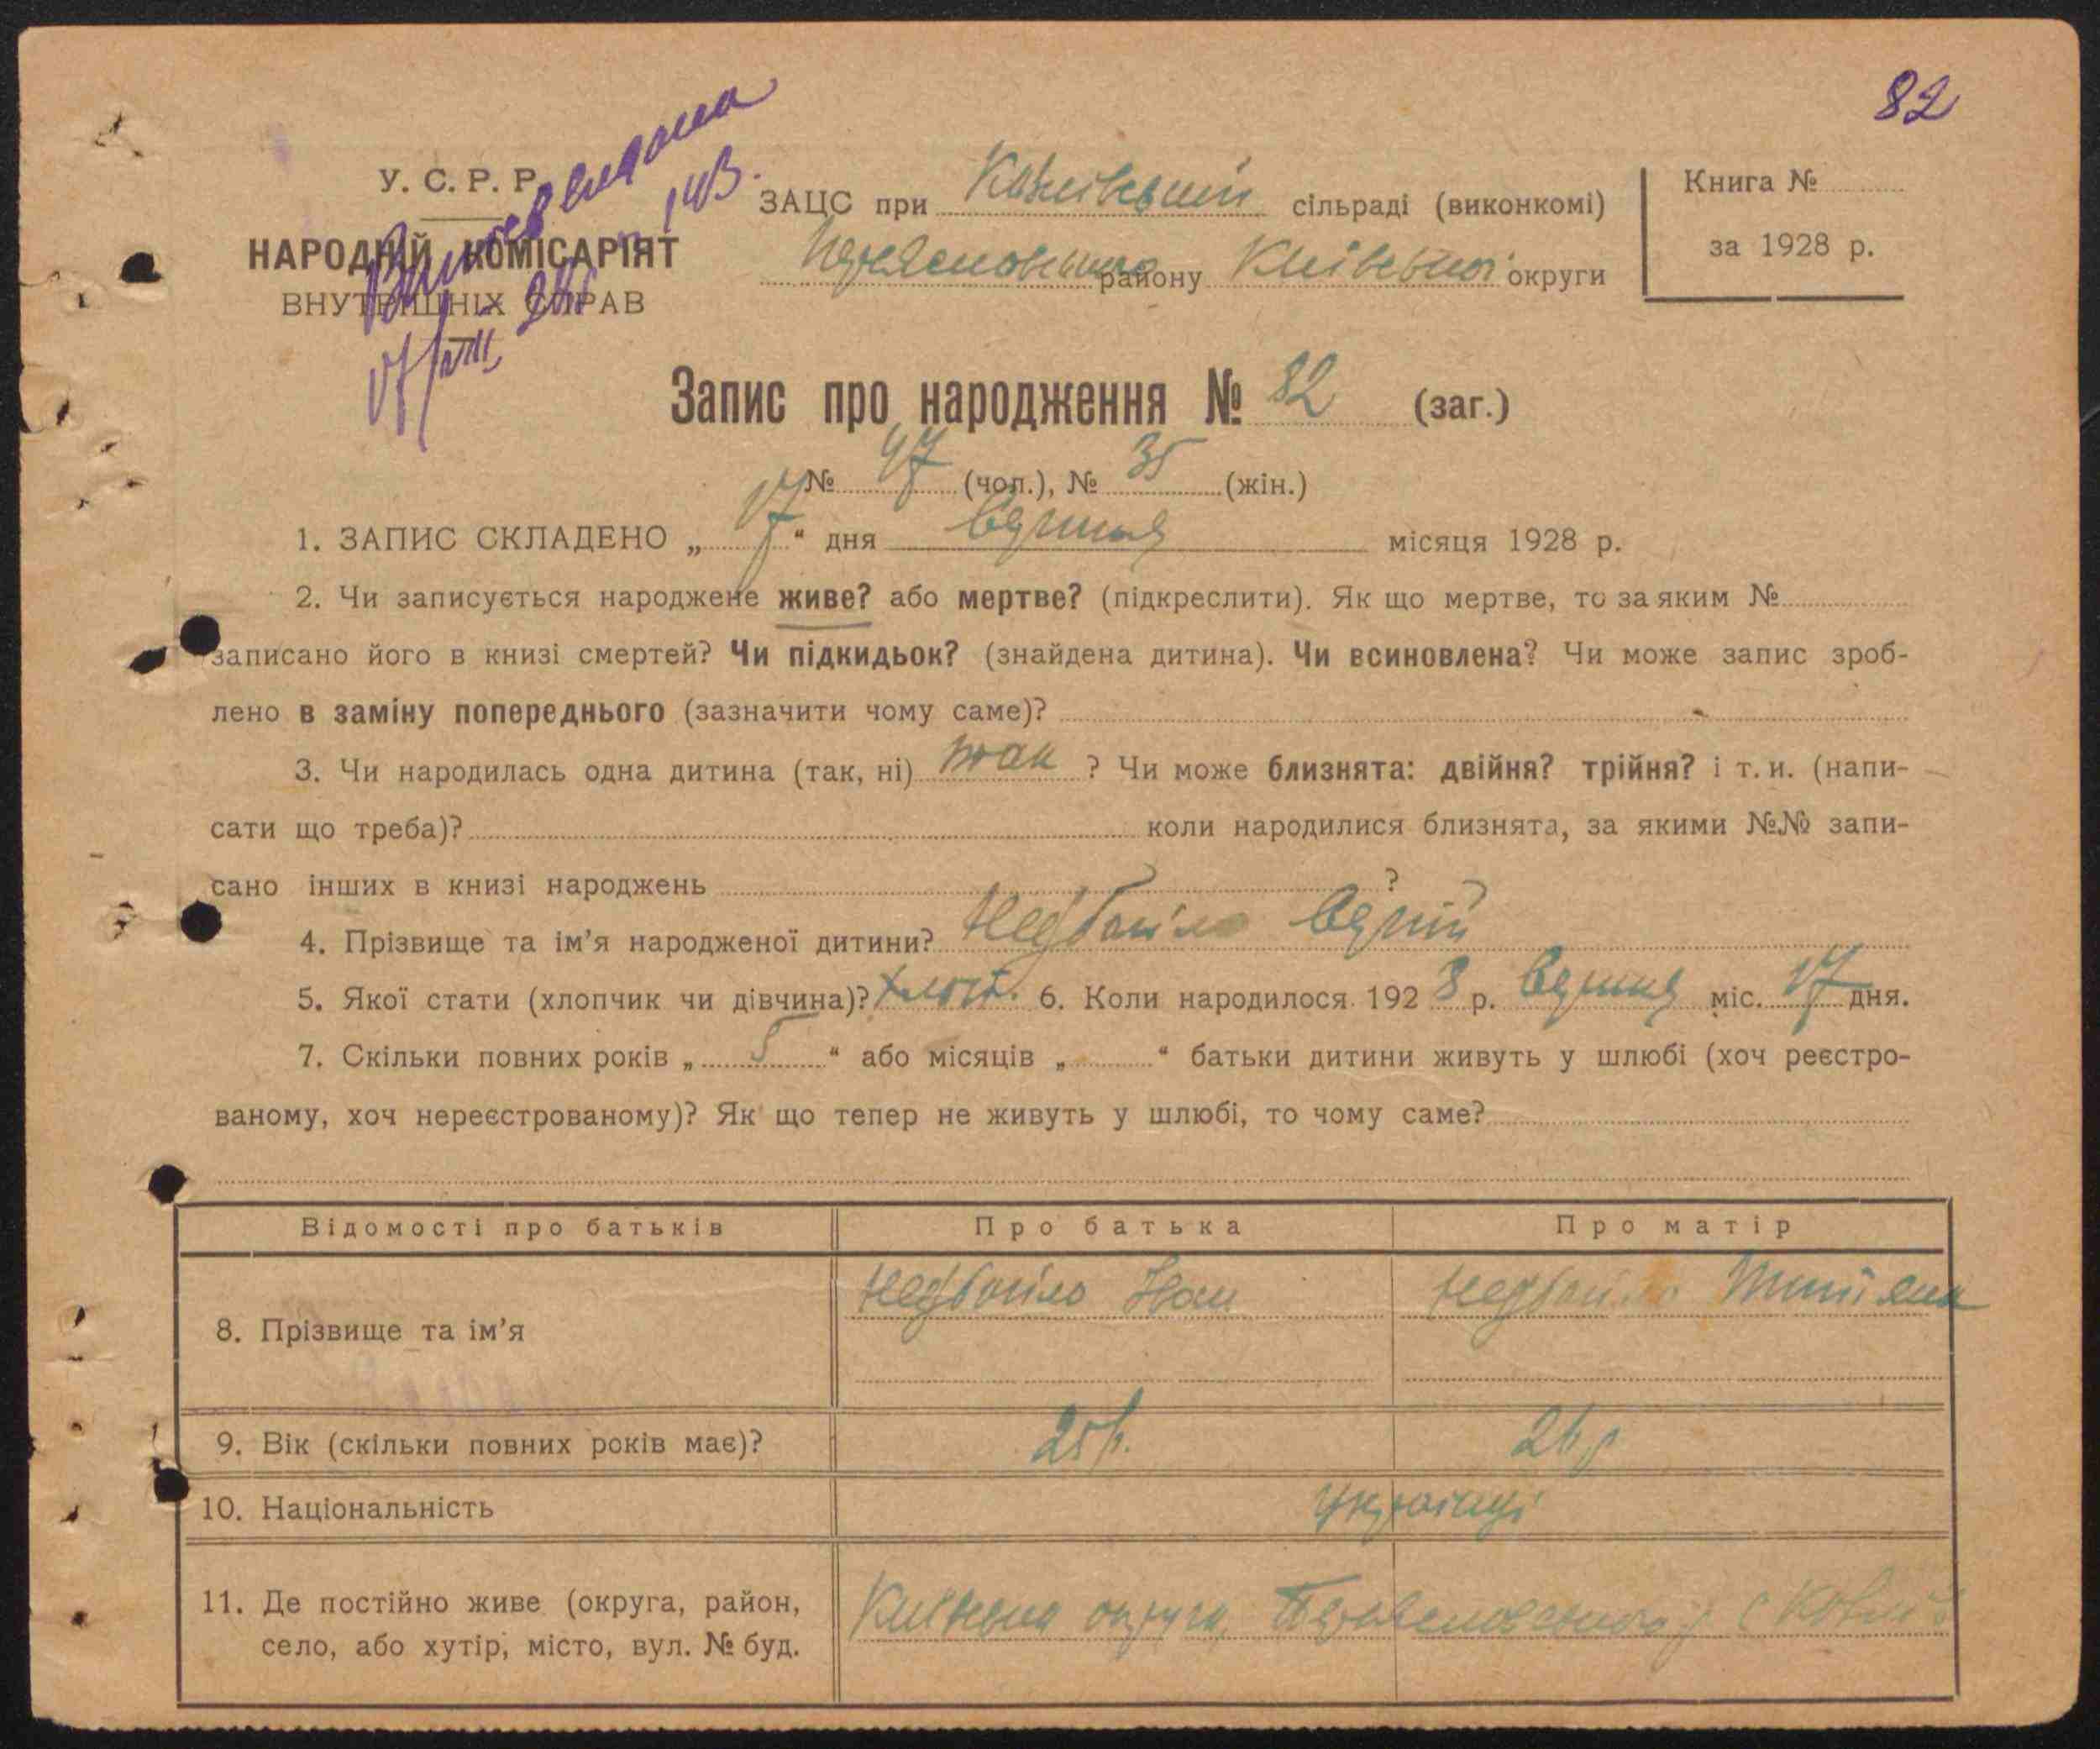 82
У. С. Р. Р.
НАРОДНІЙ КОМІСАРІЯТ
ВНУТРІШНІХ СПРАВ
ЗАЦС при сільраді (виконкомі)
району Київської округи
Книга №
за 1928 р.
Запис про народження № 82 (заг.)
№ 47 (чол.), № 35 (жін.)
1. ЗАПИС СКЛАДЕНО „ 17 “ дня серпня місяця 1928 р.
2. Чи записується народжене живе? або мертве? (підкреслити). Як що мертве, то за яким №
записано його в книзі смертей? Чи підкидьок? (знайдена дитина). Чи всиновлена? Чи може запис зроб-
лено в заміну попереднього (зазначити чому саме)?
3. Чи народилась одна дитина (так, ні) так ? Чи може близнята: двійня? трійня? і т. и. (напи-
сати що треба)? коли народилися близнята, за якими №№ запи-
сано інших в книзі народжень ?
4. Прізвище та ім’я народженої дитини?
5. Якої стати (хлопчик чи дівчина)? хлоп. 6. Коли народилося 1928 р. серпня міс. 17 дня.
7. Скільки повних років „ 5 “ або місяців „ “ батьки дитини живуть у шлюбі (хоч реєстро-
ваному, хоч нереєстрованому)? Як що тепер не живуть у шлюбі, то чому саме?
Відомості про батьків Про батька Про матір
8. Прізвище та ім’я Недбайло Іван Недбайло
9. Вік (скільки повних років має)? 25 р.
10. Національність Українці
11. Де постійно живе (округа, район,
село, або хутір, місто, вул. № буд.
округа